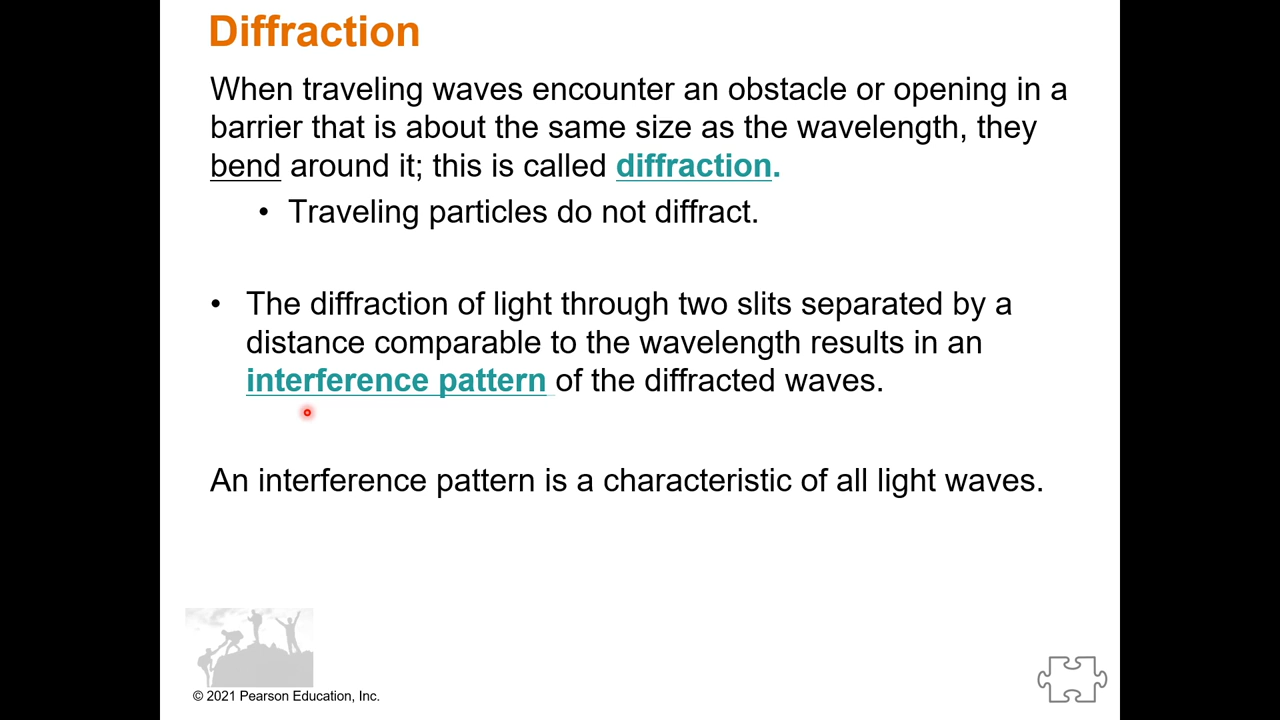 Diffraction
When traveling waves encounter an obstacle or opening in a
barrier that is about the same size as the wavelength, they
bend around it; this is called diffraction.
• Traveling particles do not diffract.
• The diffraction of light through two slits separated by a
distance comparable to the wavelength results in an
interference pattern of the diffracted waves.
An interference pattern is a characteristic of all light waves.
© 2021 Pearson Education, Inc.